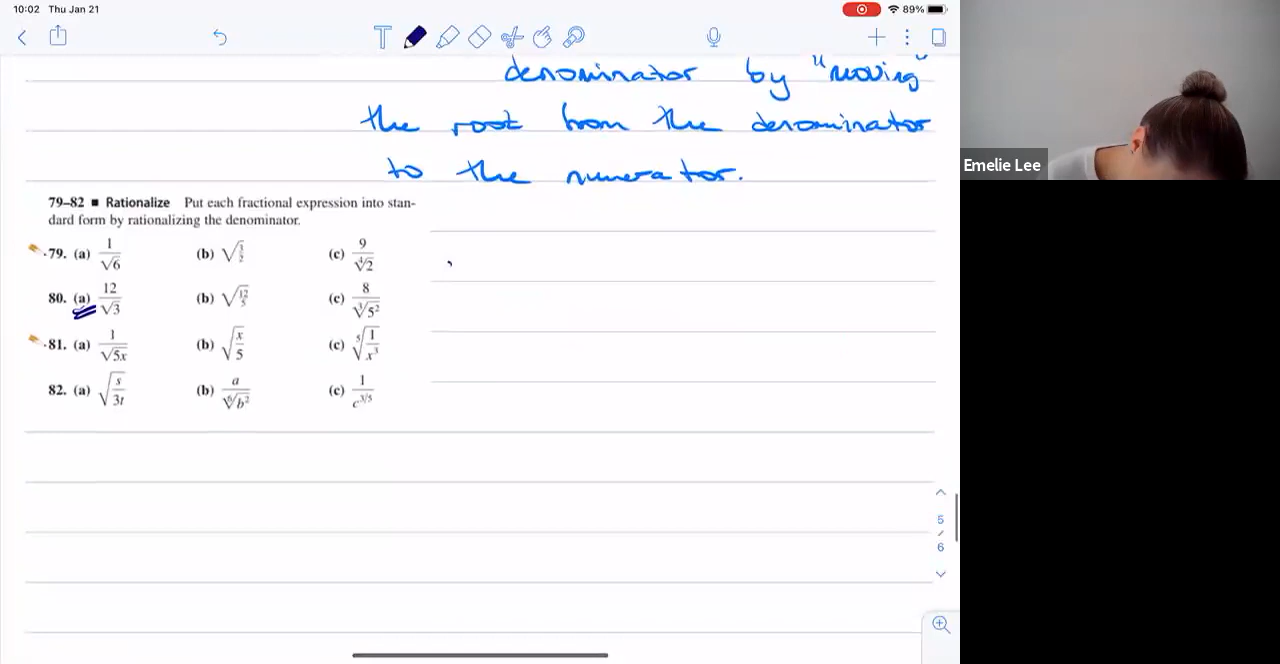 10:02 Thu Jan 21
89%
denominator by "moving"
the root from the denominator
to the numerator.
Emelie Lee
79–82 ■ Rationalize Put each fractional expression into stan-
dard form by rationalizing the denominator.
79. (a) 1/√6 (b) √(1/2) (c) 9/∜2
80. (a) 12/√3 (b) √(12/5) (c) 8/∛5²
81. (a) 1/√5x (b) √(x/5) (c) ⁵√(1/x³)
82. (a) √(s/3t) (b) a/⁶√b² (c) 1/c^3/5
5
/
6